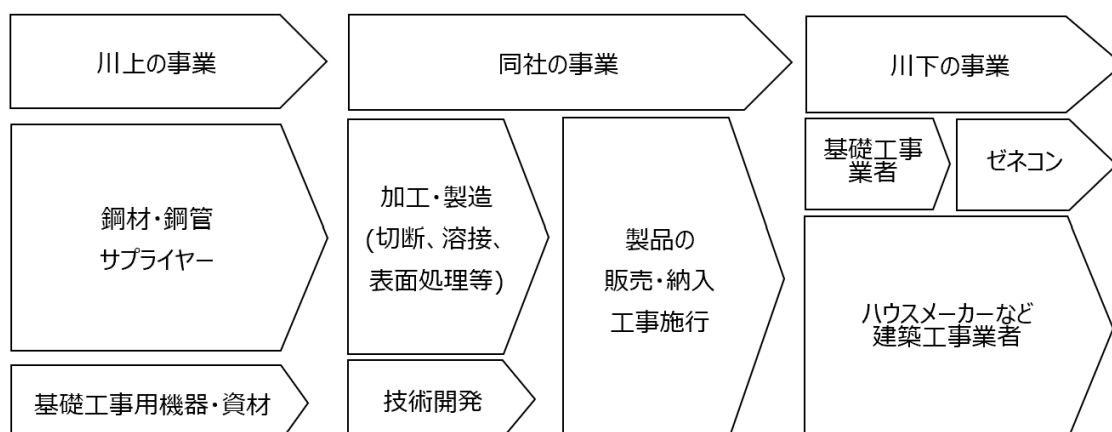 川上の事業
同社の事業
川下の事業
鋼材・鋼管
サプライヤー
基礎工事用機器・資材
加工・製造
(切断、溶接、
表面処理等)
技術開発
製品の
販売・納入
工事施行
基礎工事
業者
ゼネコン
ハウスメーカーなど
建築工事業者